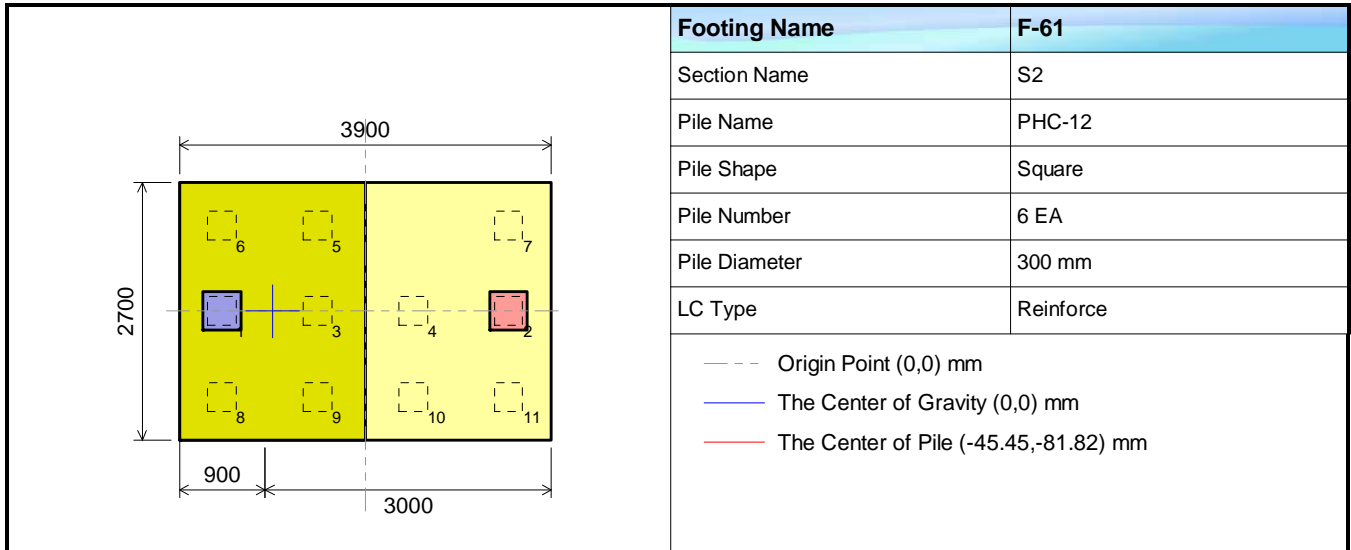 Footing Name F-61
Section Name S2
Pile Name PHC-12
Pile Shape Square
Pile Number 6 EA
Pile Diameter 300 mm
LC Type Reinforce
Origin Point (0,0) mm
The Center of Gravity (0,0) mm
The Center of Pile (-45.45,-81.82) mm
3900
2700
6 5 7
1 3 4 2
8 9 10 11
900
3000